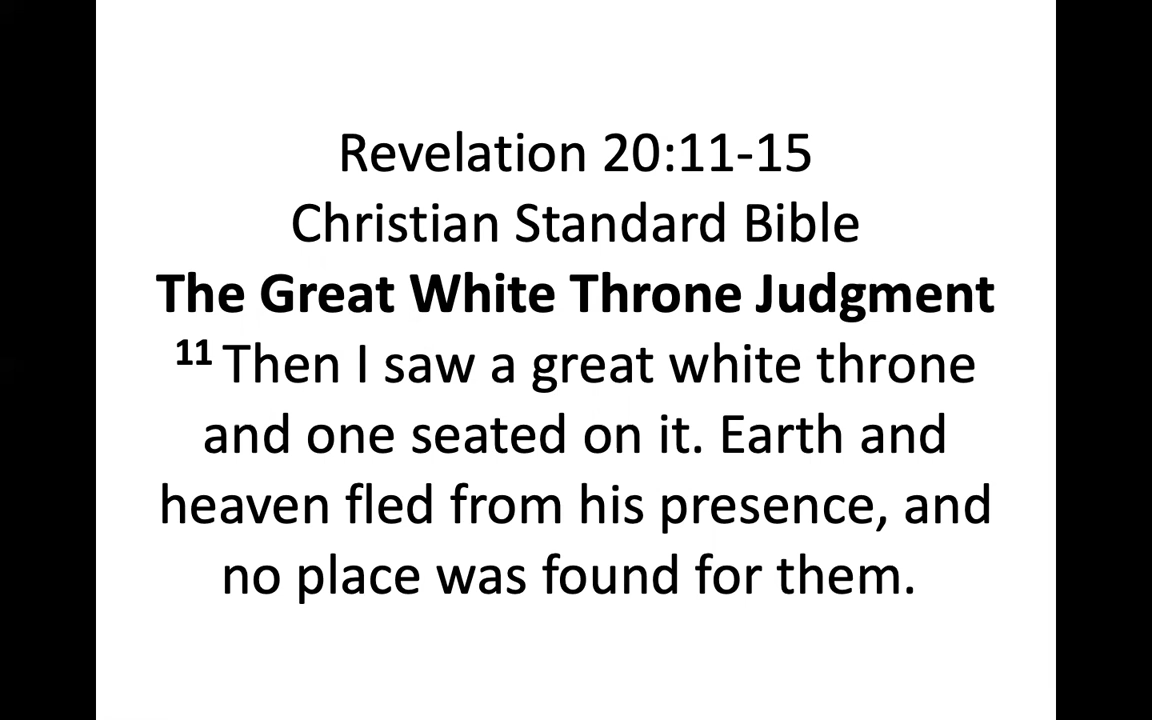 Revelation 20:11-15
Christian Standard Bible
The Great White Throne Judgment
11 Then I saw a great white throne
and one seated on it. Earth and
heaven fled from his presence, and
no place was found for them.